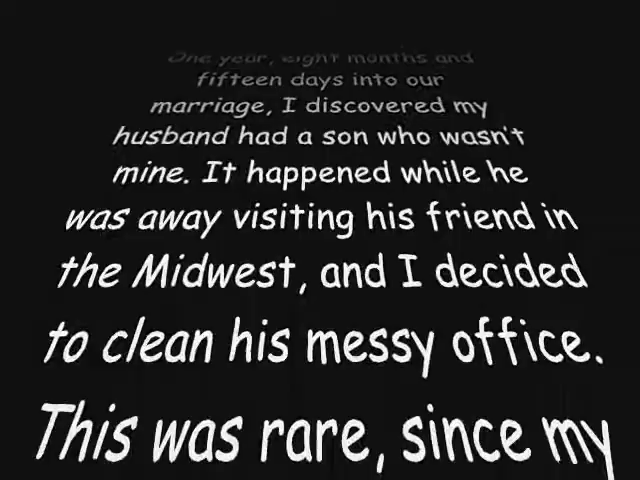 One year, eight months and
fifteen days into our
marriage, I discovered my
husband had a son who wasn't
mine. It happened while he
was away visiting his friend in
the Midwest, and I decided
to clean his messy office.
This was rare, since my